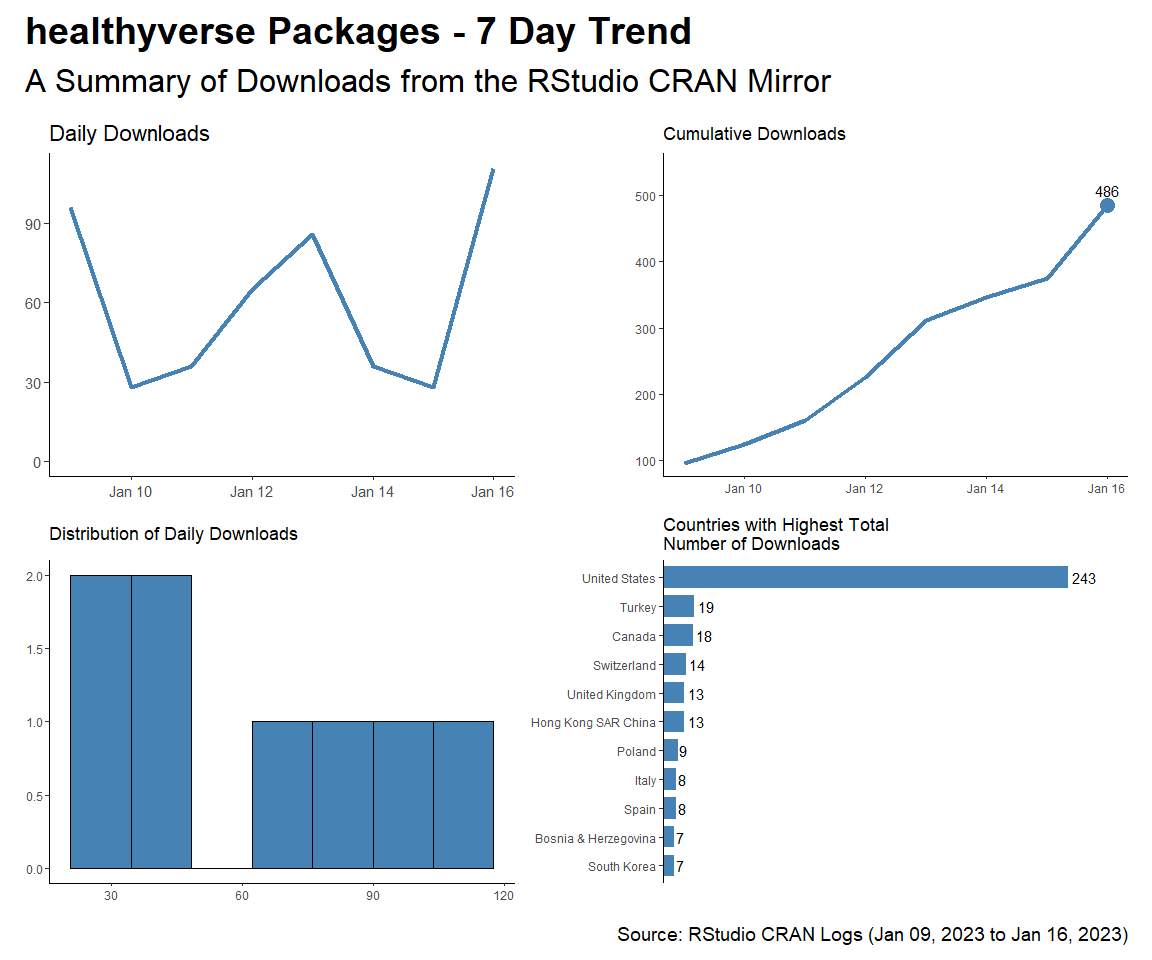 healthyverse Packages - 7 Day Trend
A Summary of Downloads from the RStudio CRAN Mirror
Daily Downloads
90
60
30
0
Jan 10 Jan 12 Jan 14 Jan 16
Cumulative Downloads
486
500
400
300
200
100
Jan 10 Jan 12 Jan 14 Jan 16
Distribution of Daily Downloads
2.0
1.5
1.0
0.5
0.0
30 60 90 120
Countries with Highest Total
Number of Downloads
United States 243
Turkey 19
Canada 18
Switzerland 14
United Kingdom 13
Hong Kong SAR China 13
Poland 9
Italy 8
Spain 8
Bosnia & Herzegovina 7
South Korea 7
Source: RStudio CRAN Logs (Jan 09, 2023 to Jan 16, 2023)